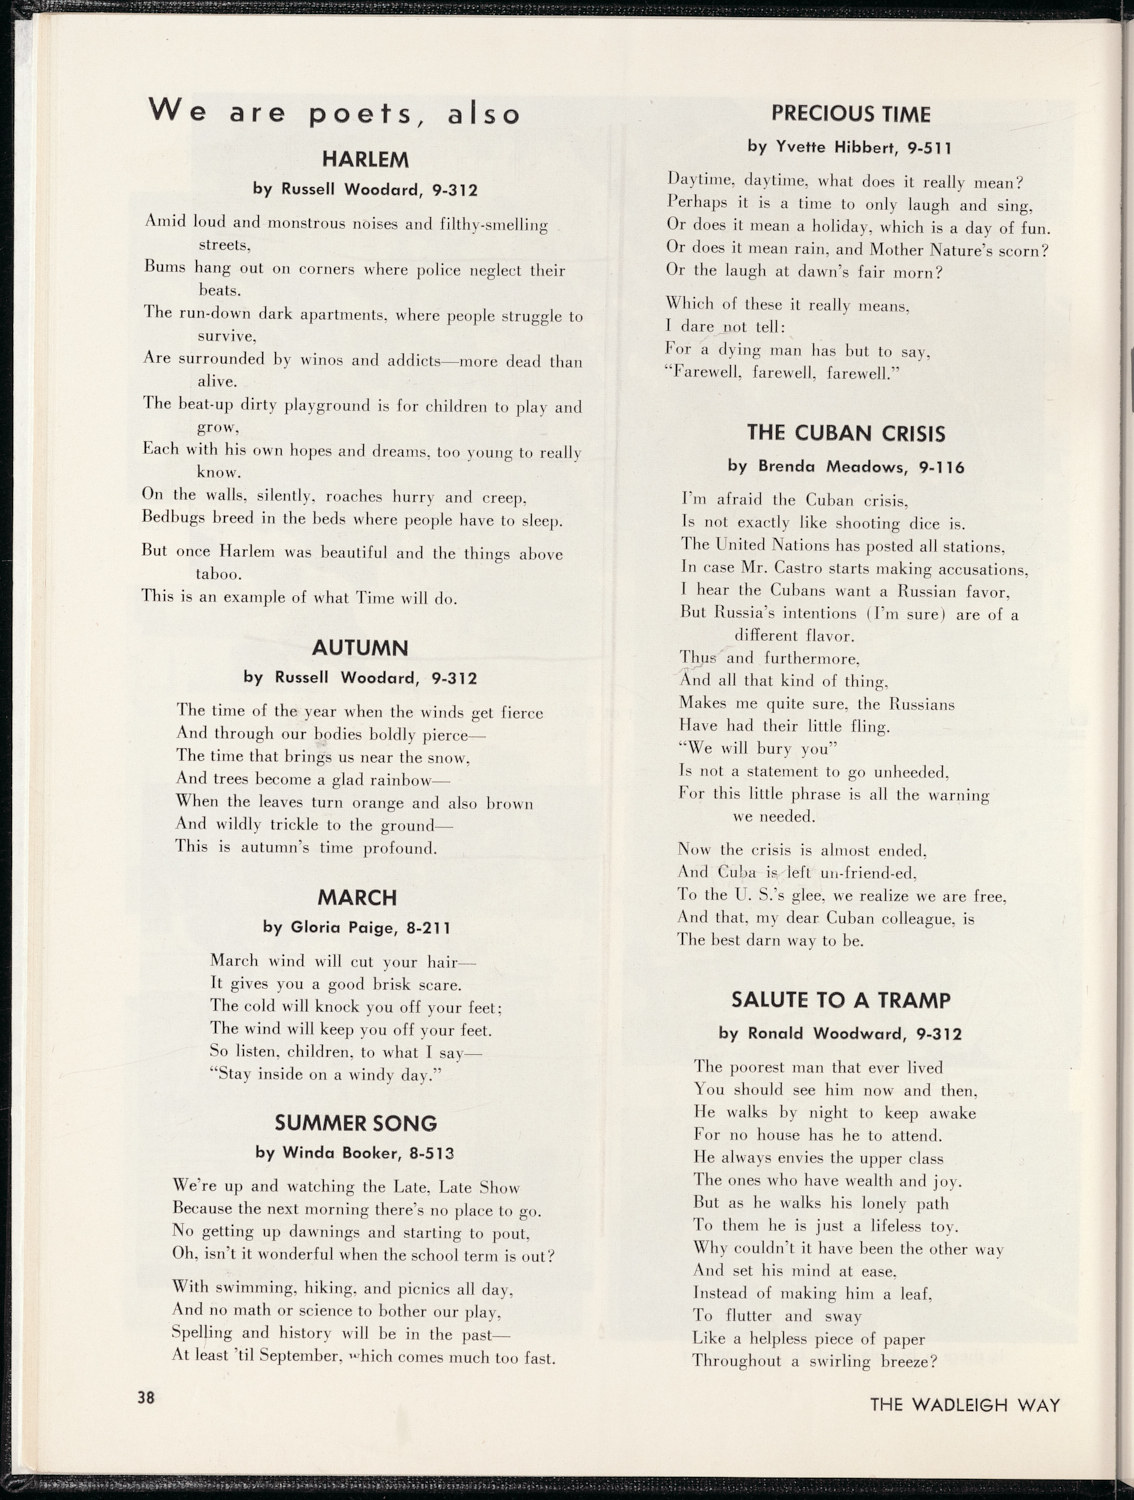 We are poets, also
HARLEM
by Russell Woodard, 9-312
Amid loud and monstrous noises and filthy-smelling
streets,
Bums hang out on corners where police neglect their
beats.
The run-down dark apartments, where people struggle to
survive,
Are surrounded by winos and addicts—more dead than
alive.
The beat-up dirty playground is for children to play and
grow,
Each with his own hopes and dreams, too young to really
know.
On the walls, silently, roaches hurry and creep,
Bedbugs breed in the beds where people have to sleep.
But once Harlem was beautiful and the things above
taboo.
This is an example of what Time will do.
AUTUMN
by Russell Woodard, 9-312
The time of the year when the winds get fierce
And through our bodies boldly pierce—
The time that brings us near the snow,
And trees become a glad rainbow—
When the leaves turn orange and also brown
And wildly trickle to the ground—
This is autumn's time profound.
MARCH
by Gloria Paige, 8-211
March wind will cut your hair—
It gives you a good brisk scare.
The cold will knock you off your feet;
The wind will keep you off your feet.
So listen, children, to what I say—
"Stay inside on a windy day."
SUMMER SONG
by Winda Booker, 8-513
We're up and watching the Late, Late Show
Because the next morning there's no place to go.
No getting up dawnings and starting to pout,
Oh, isn't it wonderful when the school term is out?
With swimming, hiking, and picnics all day,
And no math or science to bother our play,
Spelling and history will be in the past—
At least 'til September, which comes much too fast.
PRECIOUS TIME
by Yvette Hibbert, 9-511
Daytime, daytime, what does it really mean?
Perhaps it is a time to only laugh and sing,
Or does it mean a holiday, which is a day of fun.
Or does it mean rain, and Mother Nature's scorn?
Or the laugh at dawn's fair morn?
Which of these it really means,
I dare not tell:
For a dying man has but to say,
"Farewell, farewell, farewell."
THE CUBAN CRISIS
by Brenda Meadows, 9-116
I'm afraid the Cuban crisis,
Is not exactly like shooting dice is.
The United Nations has posted all stations,
In case Mr. Castro starts making accusations,
I hear the Cubans want a Russian favor,
But Russia's intentions (I'm sure) are of a
different flavor.
Thus and furthermore,
And all that kind of thing,
Makes me quite sure, the Russians
Have had their little fling.
"We will bury you"
Is not a statement to go unheeded,
For this little phrase is all the warning
we needed.
Now the crisis is almost ended,
And Cuba is left un-friend-ed,
To the U. S.'s glee, we realize we are free,
And that, my dear Cuban colleague, is
The best darn way to be.
SALUTE TO A TRAMP
by Ronald Woodward, 9-312
The poorest man that ever lived
You should see him now and then,
He walks by night to keep awake
For no house has he to attend.
He always envies the upper class
The ones who have wealth and joy.
But as he walks his lonely path
To them he is just a lifeless toy.
Why couldn't it have been the other way
And set his mind at ease,
Instead of making him a leaf,
To flutter and sway
Like a helpless piece of paper
Throughout a swirling breeze?
38
THE WADLEIGH WAY